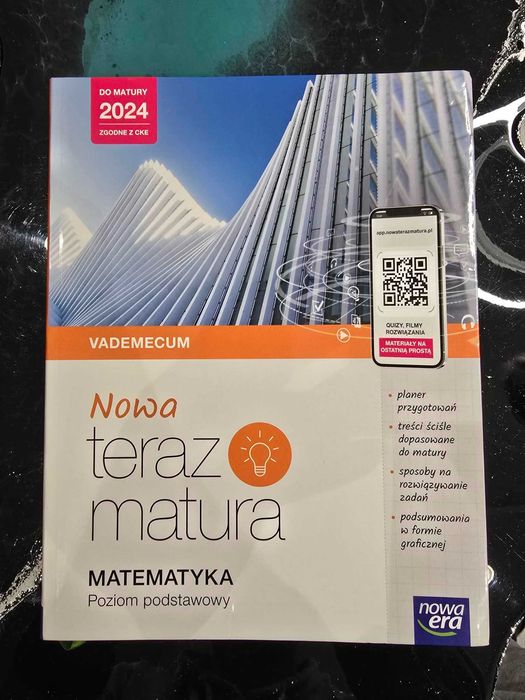 DO MATURY
2024
ZGODNE Z CKE
app.nowaterazmatura.pl
QUIZY, FILMY
ROZWIĄZANIA
MATERIAŁY NA
OSTATNIĄ PROSTĄ
VADEMECUM
Nowa
teraz
matura
MATEMATYKA
Poziom podstawowy
• planer
przygotowań
• treści ściśle
dopasowane
do matury
• sposoby na
rozwiązywanie
zadań
• podsumowania
w formie
graficznej
nowa
era